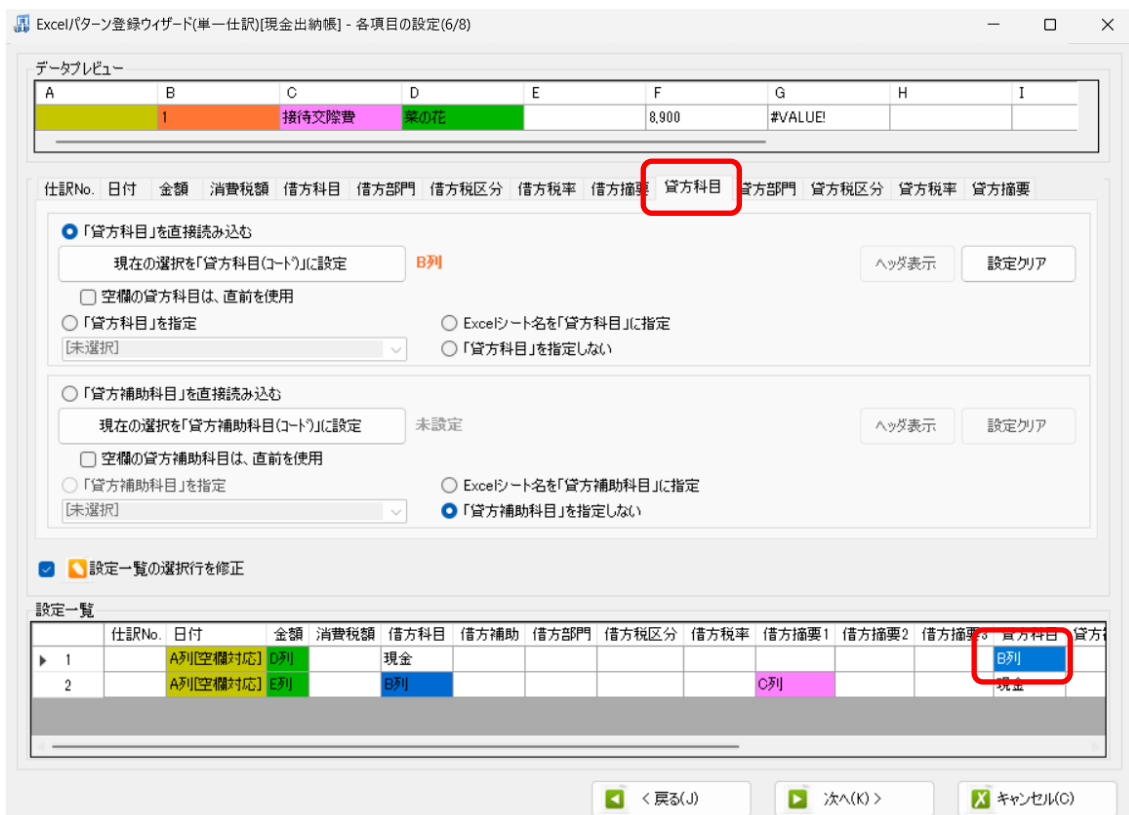 Excelパターン登録ウィザード(単一仕訳)[現金出納帳] - 各項目の設定(6/8)
データプレビュー
A B C D E F G H I
1 接待交際費 菜の花 8,900 #VALUE!
仕訳No. 日付 金額 消費税額 借方科目 借方部門 借方税区分 借方税率 借方摘要 貸方科目 貸方部門 貸方税区分 貸方税率 貸方摘要
「貸方科目」を直接読み込む
現在の選択を「貸方科目(コード)」に設定 B列 ヘッダ表示 設定クリア
空欄の貸方科目は、直前を使用
「貸方科目」を指定 Excelシート名を「貸方科目」に指定
[未選択] 「貸方科目」を指定しない
「貸方補助科目」を直接読み込む
現在の選択を「貸方補助科目(コード)」に設定 未設定 ヘッダ表示 設定クリア
空欄の貸方補助科目は、直前を使用
「貸方補助科目」を指定 Excelシート名を「貸方補助科目」に指定
[未選択] 「貸方補助科目」を指定しない
設定一覧の選択行を修正
設定一覧
仕訳No. 日付 金額 消費税額 借方科目 借方補助 借方部門 借方税区分 借方税率 借方摘要1 借方摘要2 借方摘要3 貸方科目 貸方
1 A列[空欄対応] D列 現金 B列
2 A列[空欄対応] E列 B列 C列 現金
< 戻る(J) 次へ(K) > キャンセル(C)